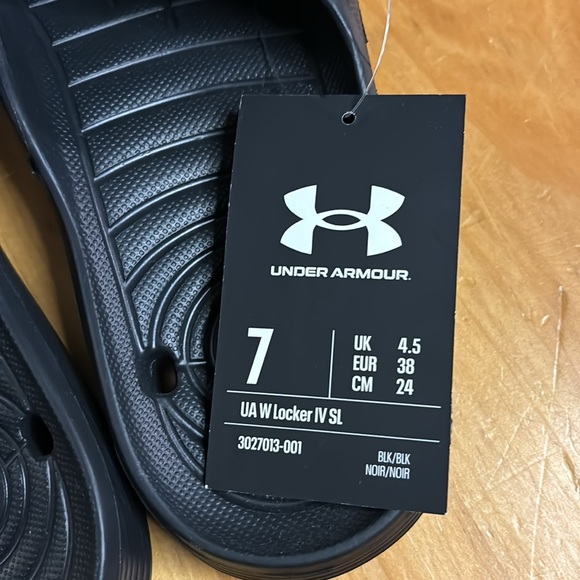 UNDER ARMOUR.
7
UK 4.5
EUR 38
CM 24
UA W Locker IV SL
3027013-001
BLK/BLK
NOIR/NOIR